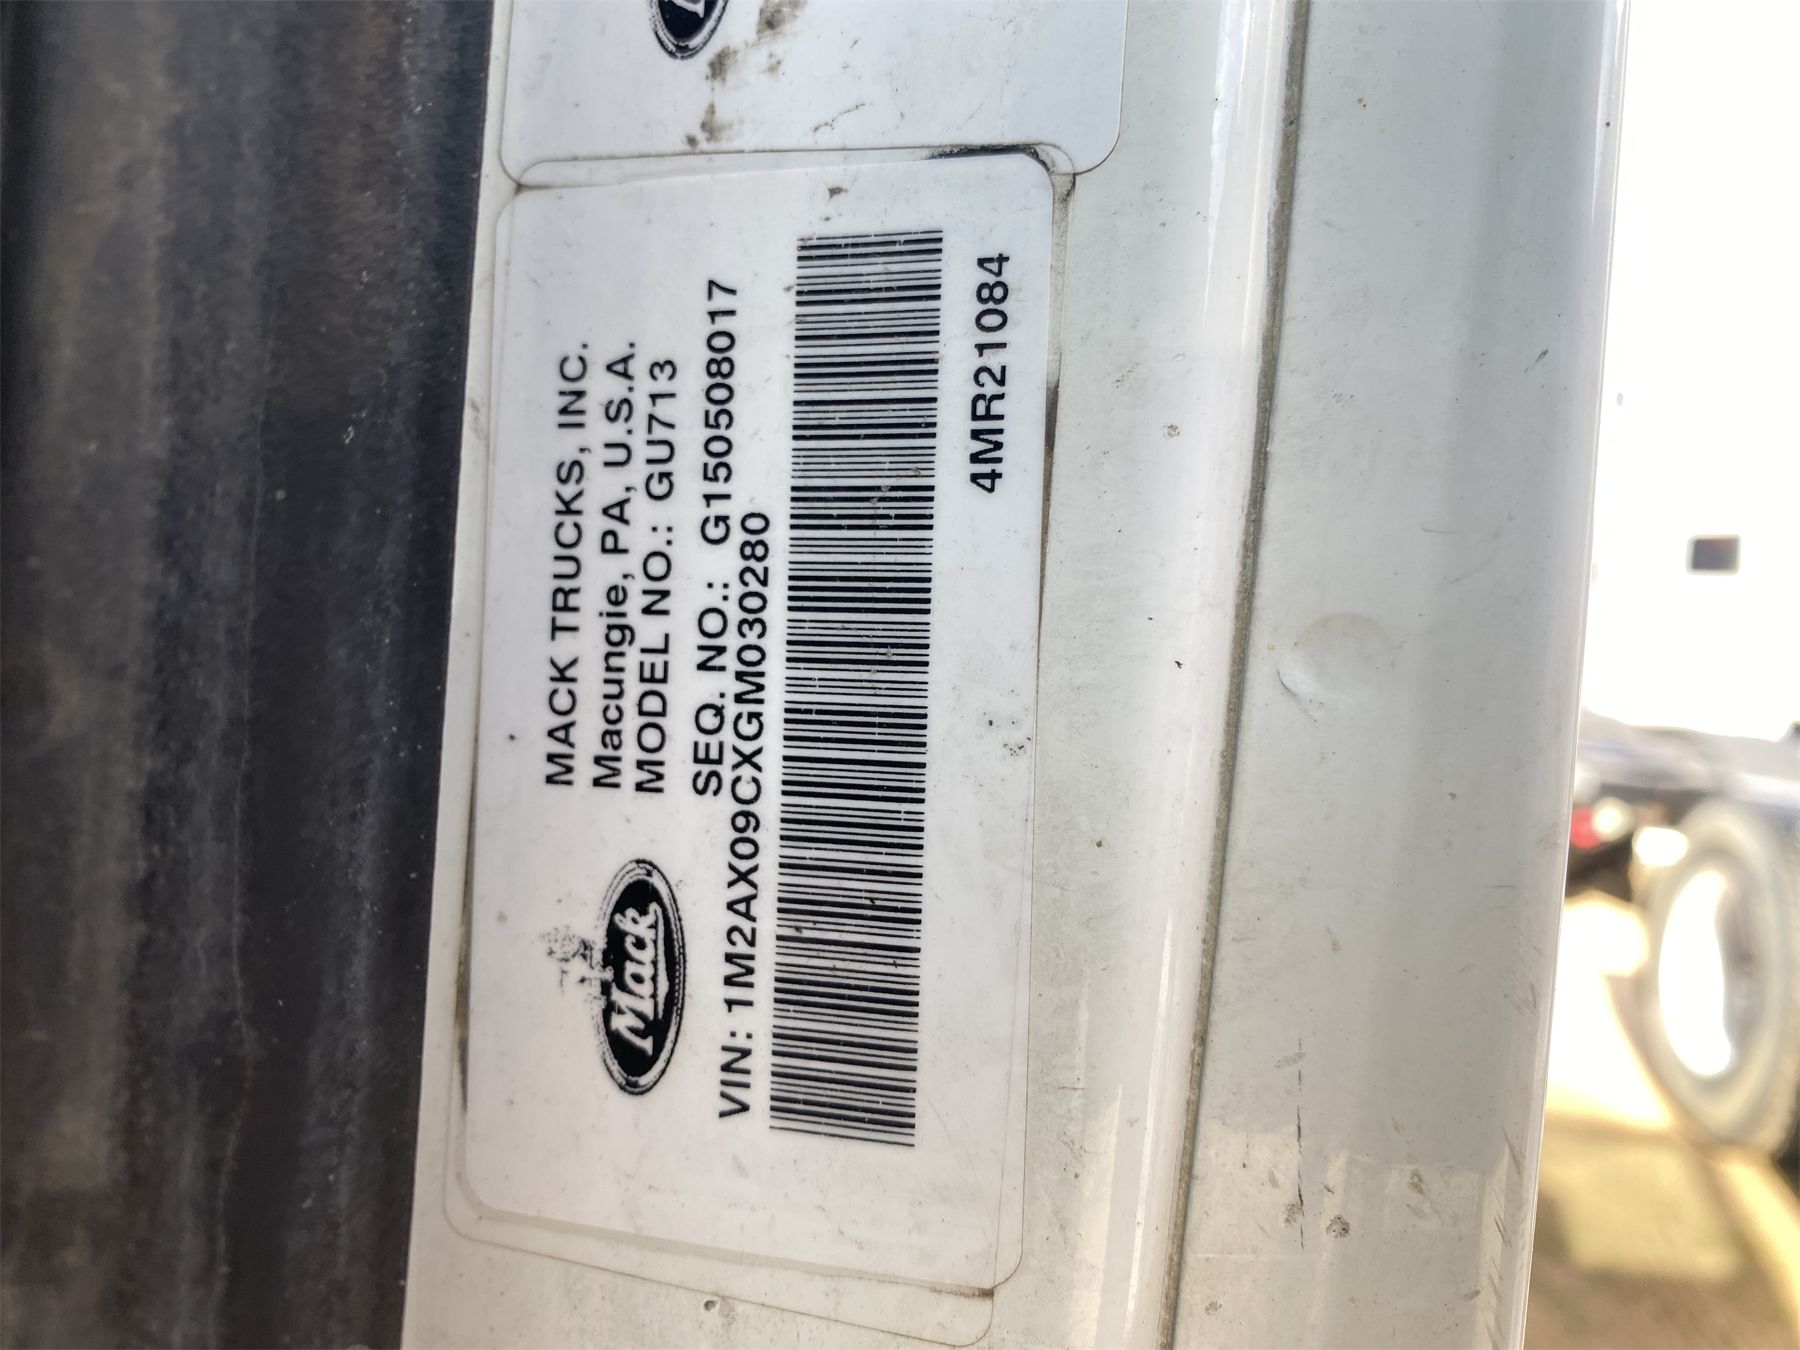 Mack
MACK TRUCKS, INC.
Macungie, PA, U.S.A.
MODEL NO.: GU713
SEQ. NO.: G150508017
VIN: 1M2AX09CXGM030280
4MR21084